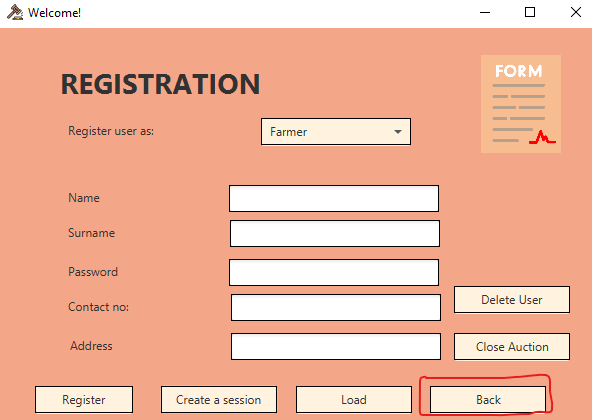 Welcome!
REGISTRATION
FORM
Register user as:
Farmer
Name
Surname
Password
Contact no:
Delete User
Address
Close Auction
Register
Create a session
Load
Back